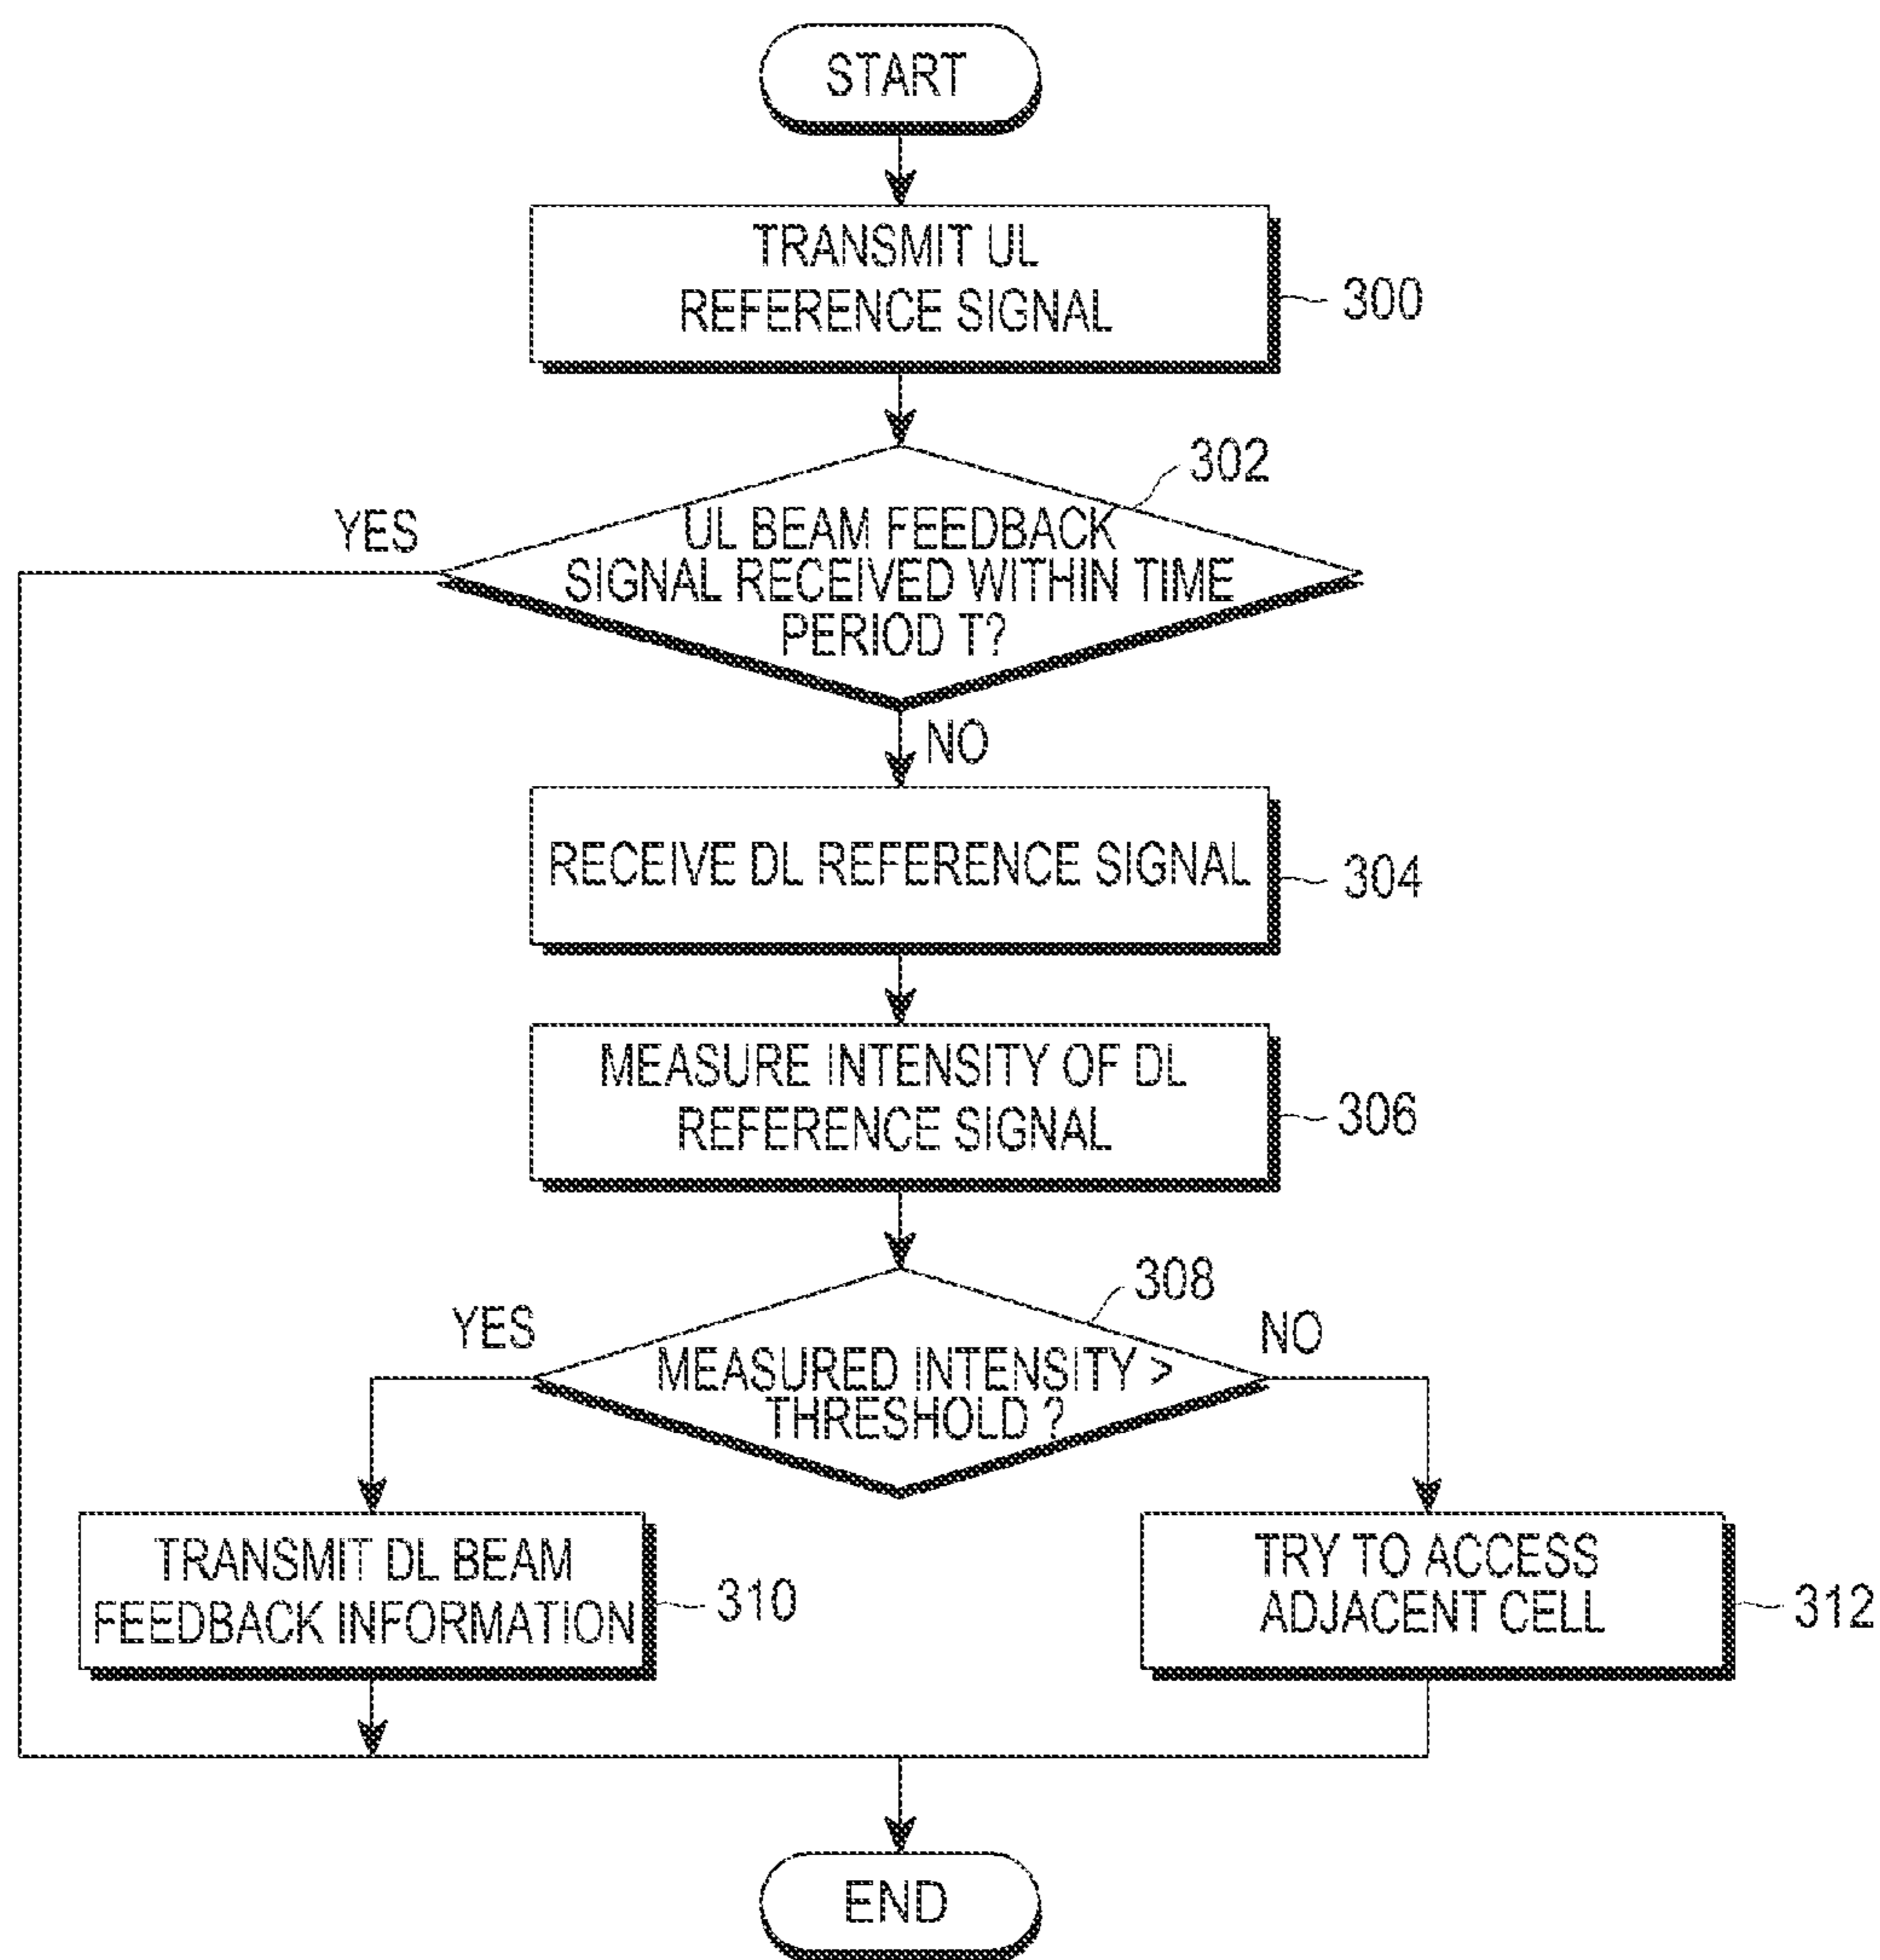 START
TRANSMIT UL
REFERENCE SIGNAL
300
302
YES
UL BEAM FEEDBACK
SIGNAL RECEIVED WITHIN TIME
PERIOD T?
NO
RECEIVE DL REFERENCE SIGNAL
304
MEASURE INTENSITY OF DL
REFERENCE SIGNAL
306
308
YES
NO
MEASURED INTENSITY >
THRESHOLD ?
TRANSMIT DL BEAM
FEEDBACK INFORMATION
310
TRY TO ACCESS
ADJACENT CELL
312
END